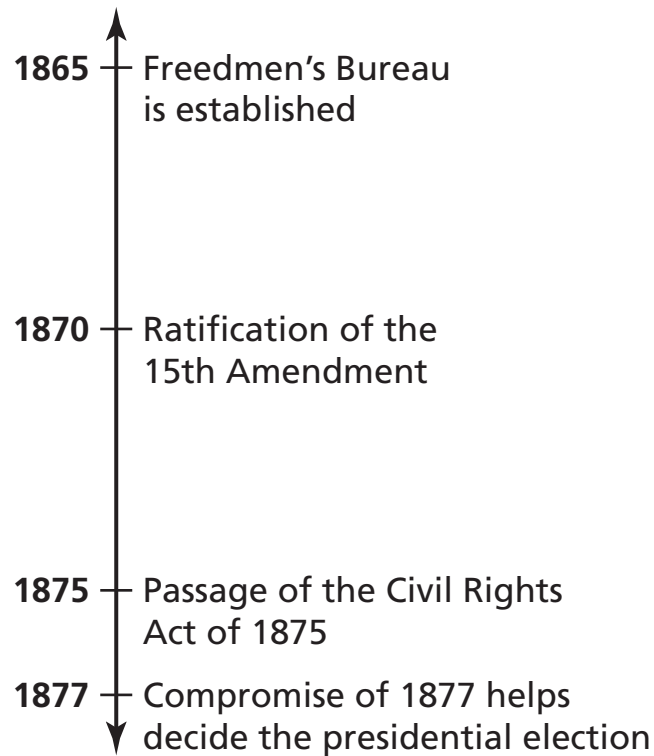 1865 Freedmen's Bureau
is established
1870 Ratification of the
15th Amendment
1875 Passage of the Civil Rights
Act of 1875
1877 Compromise of 1877 helps
decide the presidential election